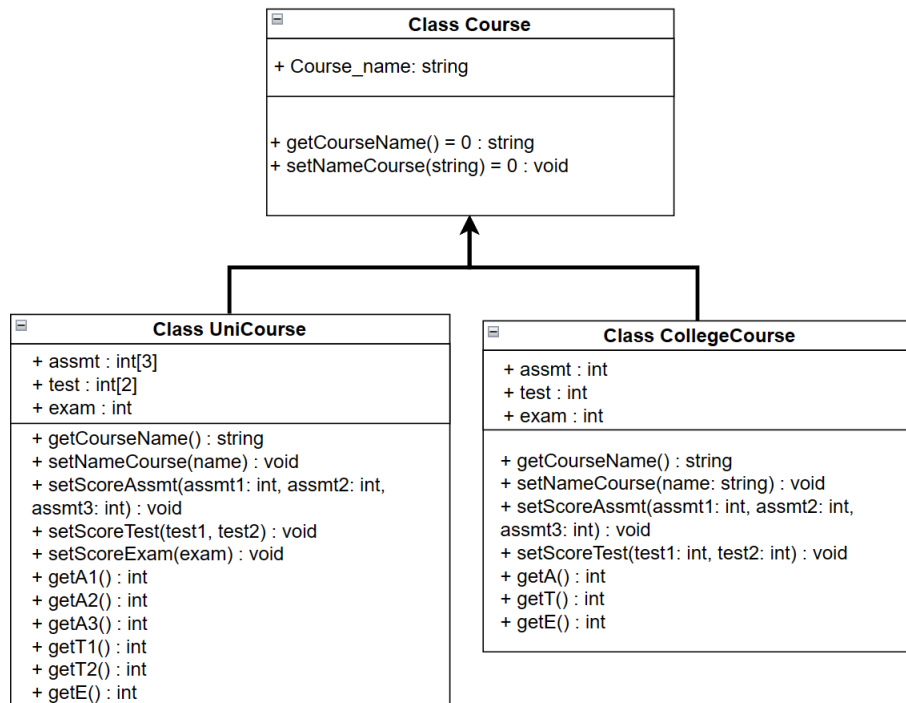 Class Course
+ Course_name: string
+ getCourseName() = 0 : string
+ setNameCourse(string) = 0 : void
Class UniCourse
+ assmt : int[3]
+ test : int[2]
+ exam : int
+ getCourseName() : string
+ setNameCourse(name) : void
+ setScoreAssmt(assmt1: int, assmt2: int,
assmt3: int) : void
+ setScoreTest(test1, test2) : void
+ setScoreExam(exam) : void
+ getA1() : int
+ getA2() : int
+ getA3() : int
+ getT1() : int
+ getT2() : int
+ getE() : int
Class CollegeCourse
+ assmt : int
+ test : int
+ exam : int
+ getCourseName() : string
+ setNameCourse(name: string) : void
+ setScoreAssmt(assmt1: int, assmt2: int,
assmt3: int) : void
+ setScoreTest(test1: int, test2: int) : void
+ getA() : int
+ getT() : int
+ getE() : int